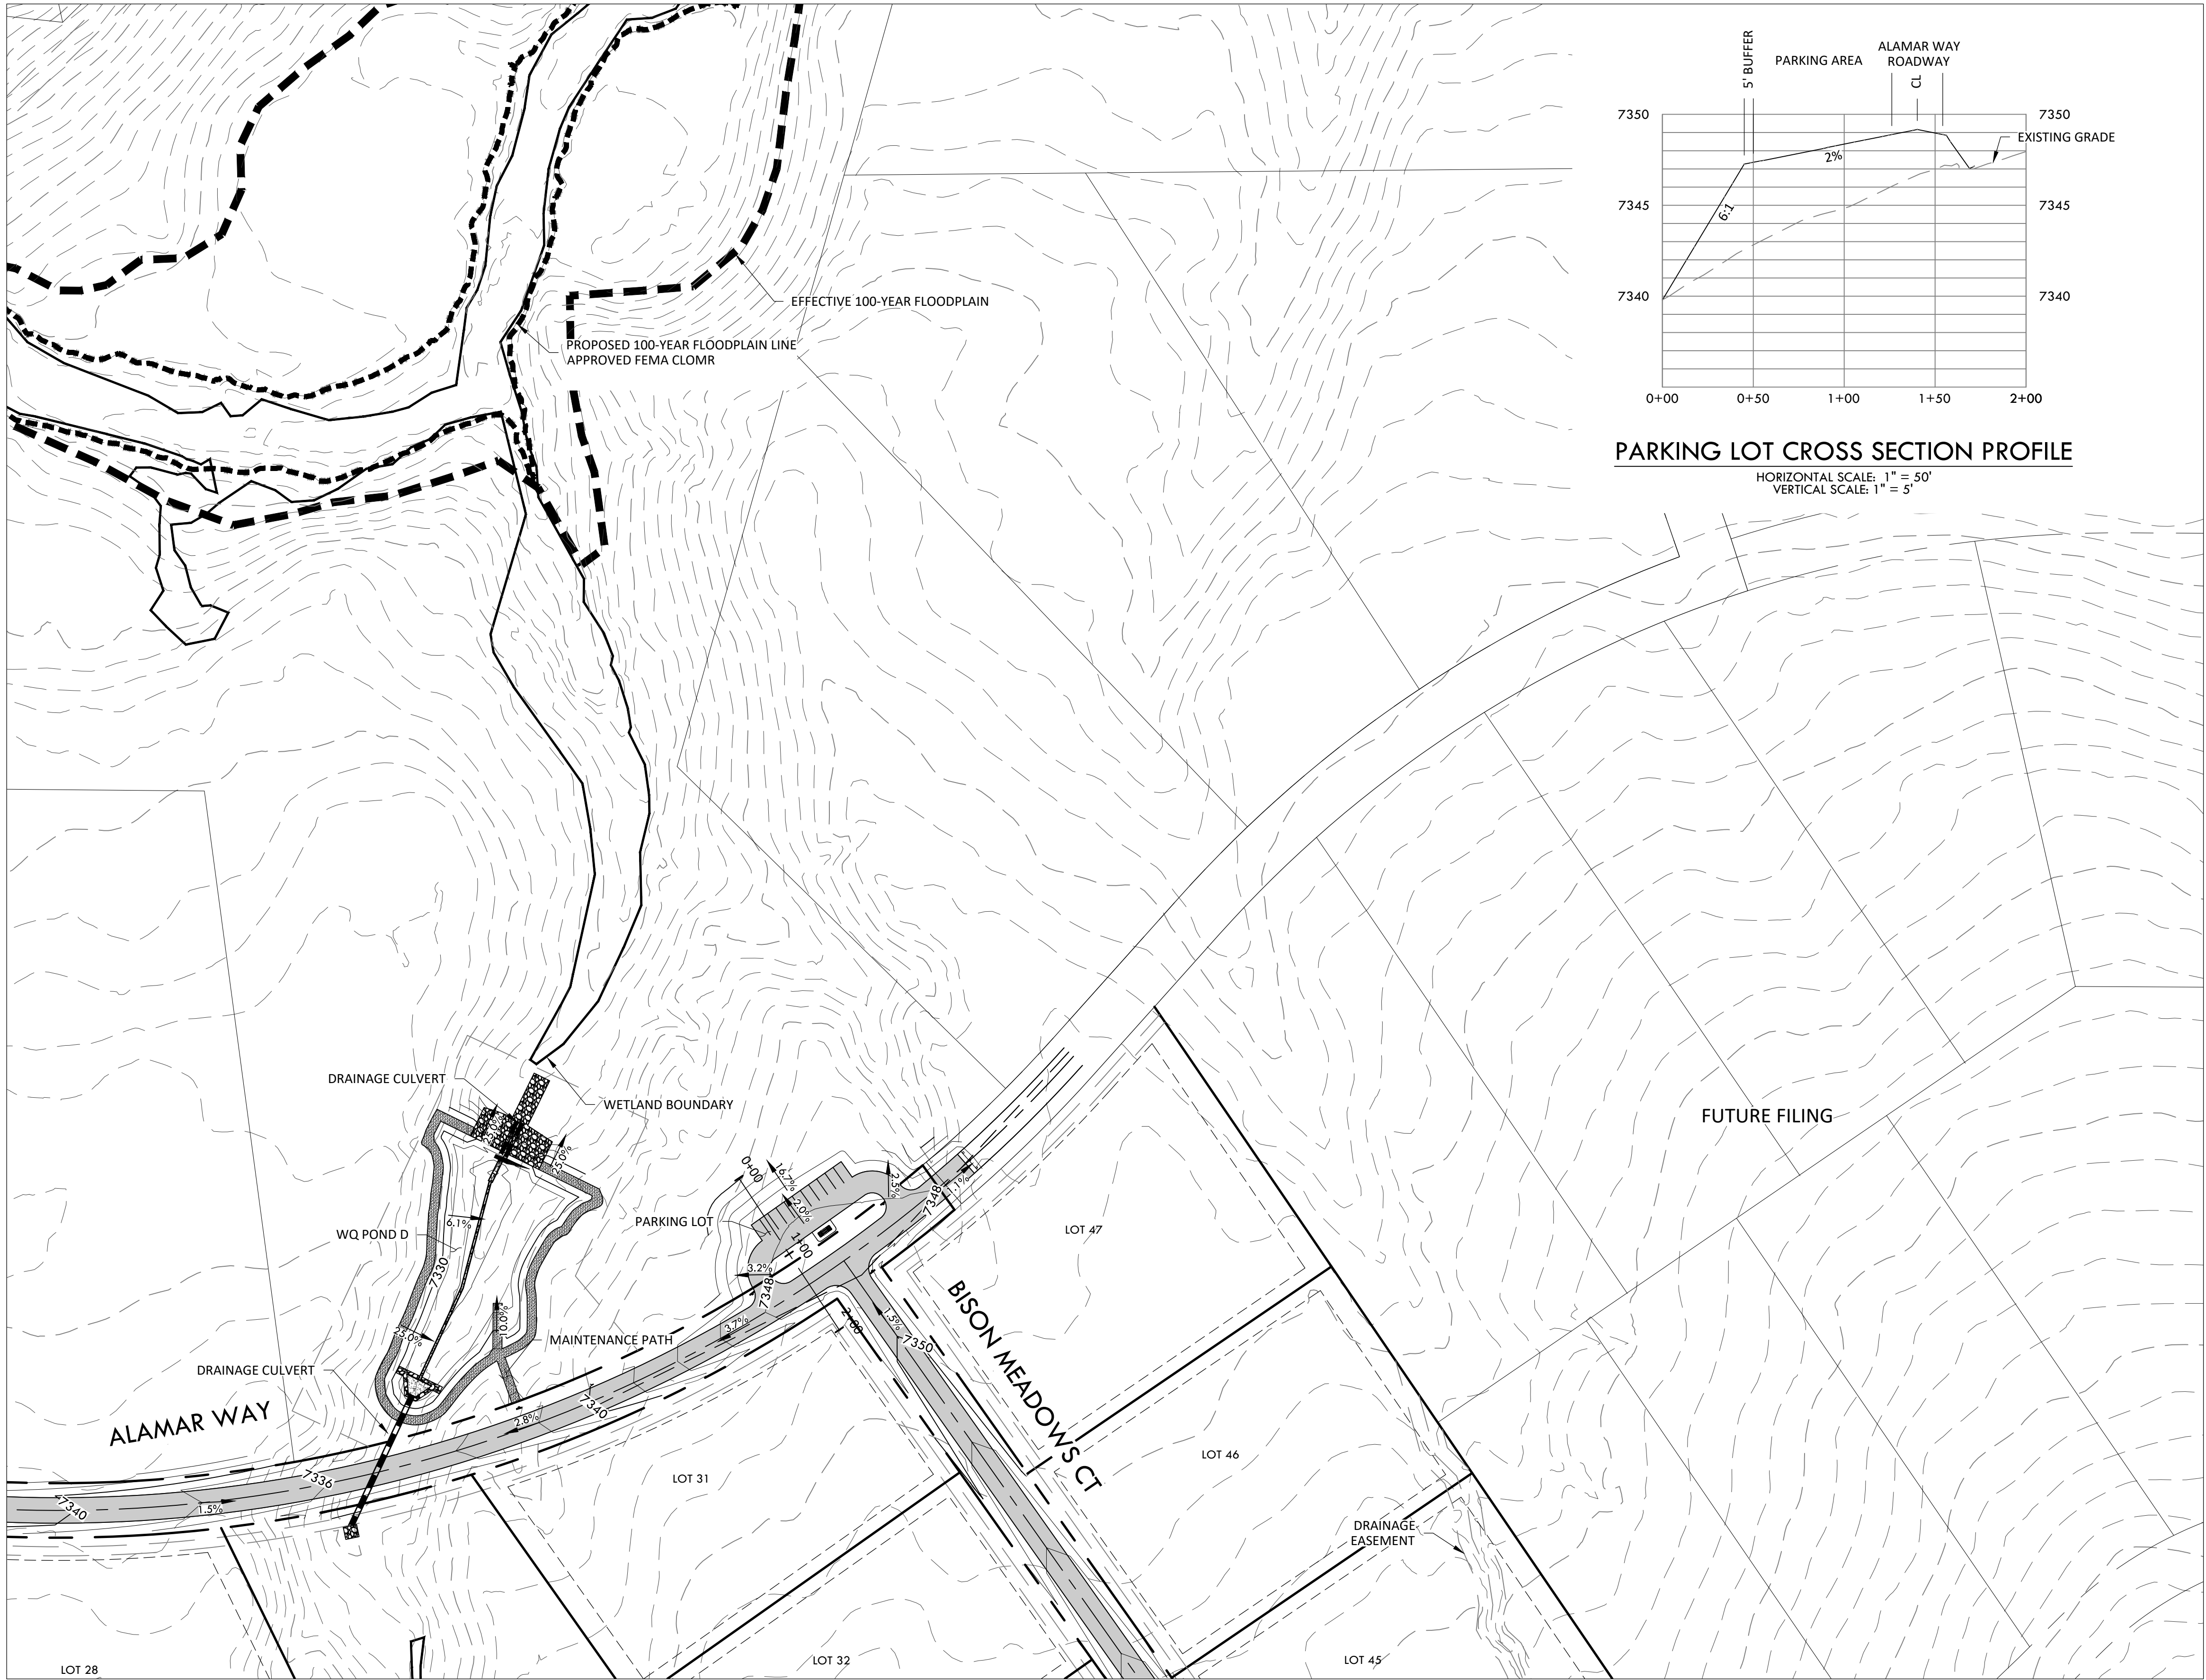 5' BUFFER
PARKING AREA
ALAMAR WAY
ROADWAY
CL
7350
7350
EXISTING GRADE
2%
7345
7345
6:1
7340
7340
0+00
0+50
1+00
1+50
2+00
PARKING LOT CROSS SECTION PROFILE
HORIZONTAL SCALE: 1" = 50'
VERTICAL SCALE: 1" = 5'
EFFECTIVE 100-YEAR FLOODPLAIN
PROPOSED 100-YEAR FLOODPLAIN LINE
APPROVED FEMA CLOMR
DRAINAGE CULVERT
WETLAND BOUNDARY
FUTURE FILING
25.0%
0+00
16.7%
2.0%
2.5%
7348
PARKING LOT
6.1%
WQ POND D
LOT 47
1+00
3.2%
7348
7330
10.0%
25.0%
3.7%
2+00
1.5%
7350
BISON MEADOWS CT
MAINTENANCE PATH
DRAINAGE CULVERT
7340
2.8%
ALAMAR WAY
LOT 46
LOT 31
7336
1.5%
7340
DRAINAGE
EASEMENT
LOT 28
LOT 32
LOT 45